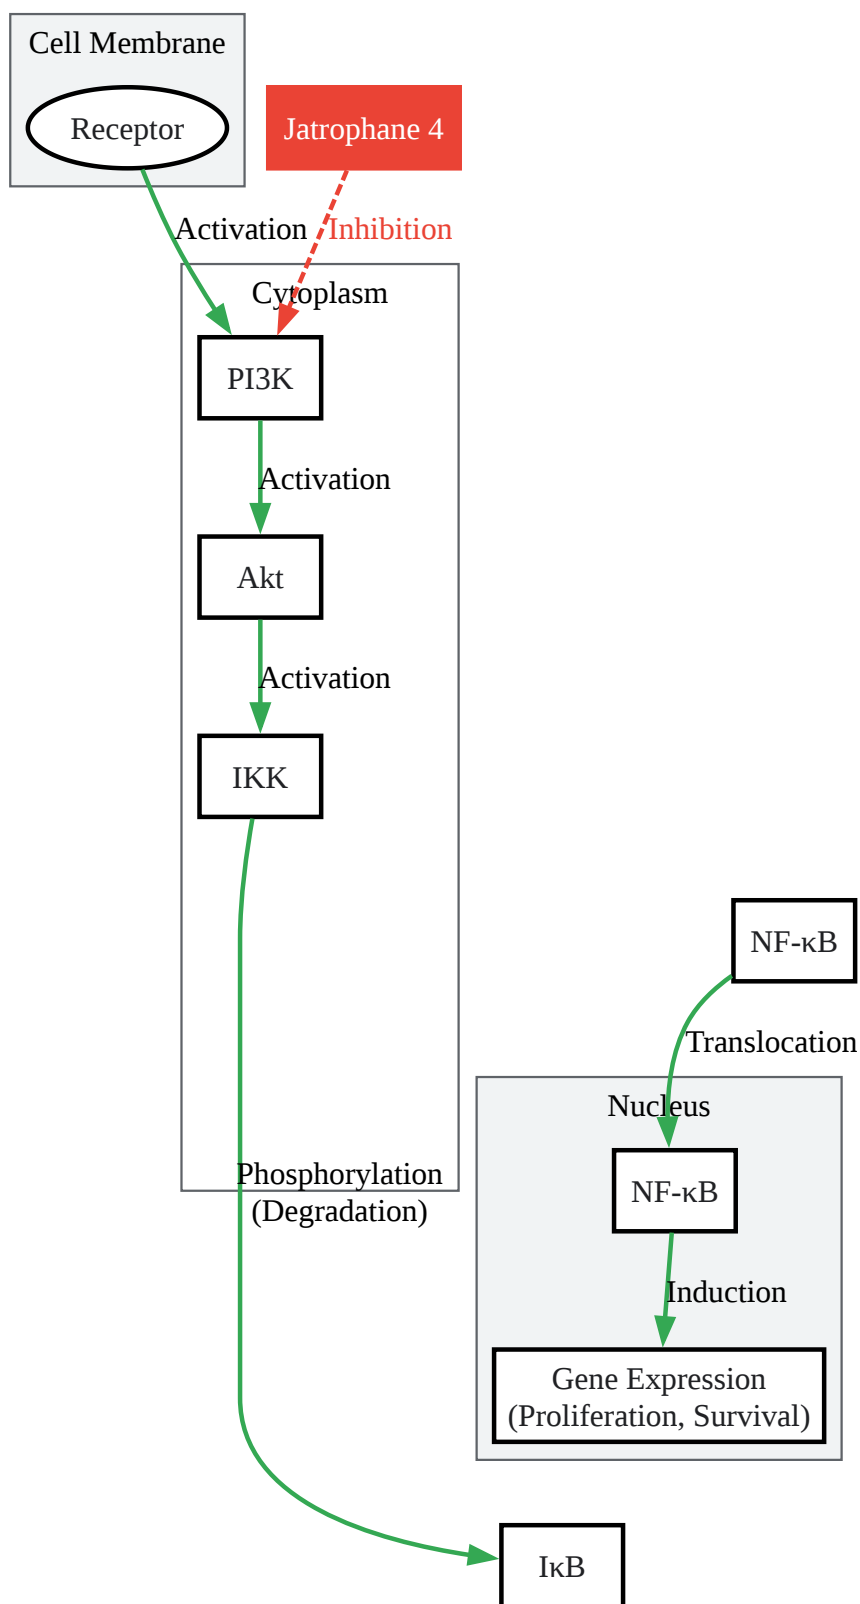 Cell Membrane
Receptor
Jatrophane 4
Activation
Inhibition
Cytoplasm
PI3K
Activation
Akt
Activation
IKK
NF-κB
Translocation
Nucleus
Phosphorylation
(Degradation)
NF-κB
Induction
Gene Expression
(Proliferation, Survival)
IκB